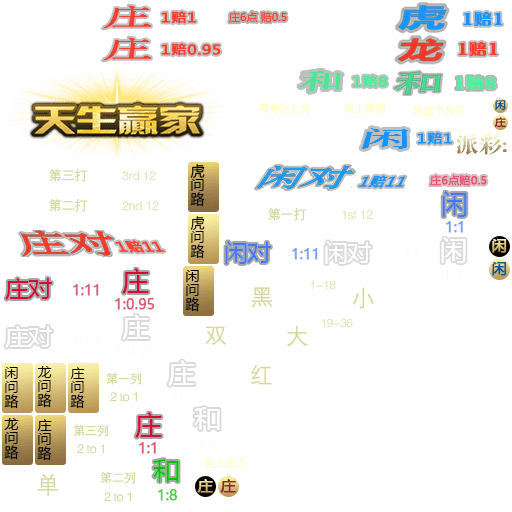 庄 1赔1
庄6点 赔0.5
虎 1赔1
庄 1赔0.95
龙 1赔1
和 1赔8
和 1赔8
天生赢家
闲
庄
闲 1赔1
派彩:
第三打
3rd 12
虎问路
闲对 1赔11
庄6点赔0.5
第二打
2nd 12
第一打
1st 12
闲
1:1
虎问路
庄对 1赔11
闲对
1:11
闲对
闲
闲
闲
庄对
1:11
庄
1:0.95
闲问路
黑
1-18
小
庄对
庄
双
大
19-36
闲问路
龙问路
庄问路
第一列
2 to 1
庄
红
龙问路
庄问路
第三列
2 to 1
庄
1:1
和
单
第二列
2 to 1
和
1:8
庄
庄